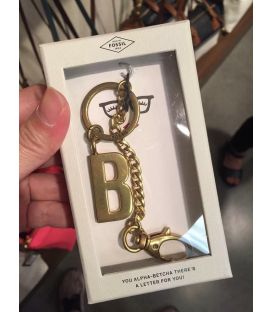 FOSSIL
B
YOU ALPHA-BETCHA THERE'S
A LETTER FOR YOU!